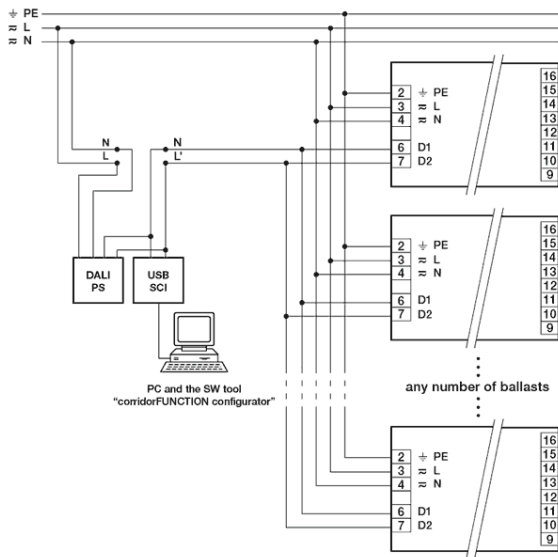 ⏚ PE
≂ L
≂ N
N
L
N
L'
DALI
PS
USB
SCI
PC and the SW tool
"corridorFUNCTION configurator"
2 ⏚ PE
3 ≂ L
4 ≂ N
6 D1
7 D2
16
15
14
13
12
11
10
9
2 ⏚ PE
3 ≂ L
4 ≂ N
6 D1
7 D2
16
15
14
13
12
11
10
9
any number of ballasts
2 ⏚ PE
3 ≂ L
4 ≂ N
6 D1
7 D2
16
15
14
13
12
11
10
9